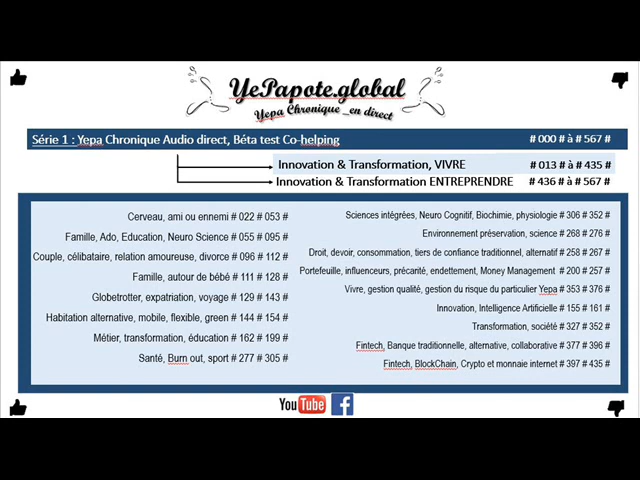 YePapote.global
Yepa Chronique _en direct
Série 1 : Yepa Chronique Audio direct, Béta test Co-helping # 000 # à # 567 #
Innovation & Transformation, VIVRE # 013 # à # 435 #
Innovation & Transformation ENTREPRENDRE # 436 # à # 567 #
Cerveau, ami ou ennemi # 022 # 053 #
Famille, Ado, Education, Neuro Science # 055 # 095 #
Couple, célibataire, relation amoureuse, divorce # 096 # 112 #
Famille, autour de bébé # 111 # 128 #
Globetrotter, expatriation, voyage # 129 # 143 #
Habitation alternative, mobile, flexible, green # 144 # 154 #
Métier, transformation, éducation # 162 # 199 #
Santé, Burn out, sport # 277 # 305 #
Sciences intégrées, Neuro Cognitif, Biochimie, physiologie # 306 # 352 #
Environnement préservation, science # 268 # 276 #
Droit, devoir, consommation, tiers de confiance traditionnel, alternatif # 258 # 267 #
Portefeuille, influenceurs, précarité, endettement, Money Management # 200 # 257 #
Vivre, gestion qualité, gestion du risque du particulier Yepa # 353 # 376 #
Innovation, Intelligence Artificielle # 155 # 161 #
Transformation, société # 327 # 352 #
Fintech, Banque traditionnelle, alternative, collaborative # 377 # 396 #
Fintech, BlockChain, Crypto et monnaie internet # 397 # 435 #
YouTube f